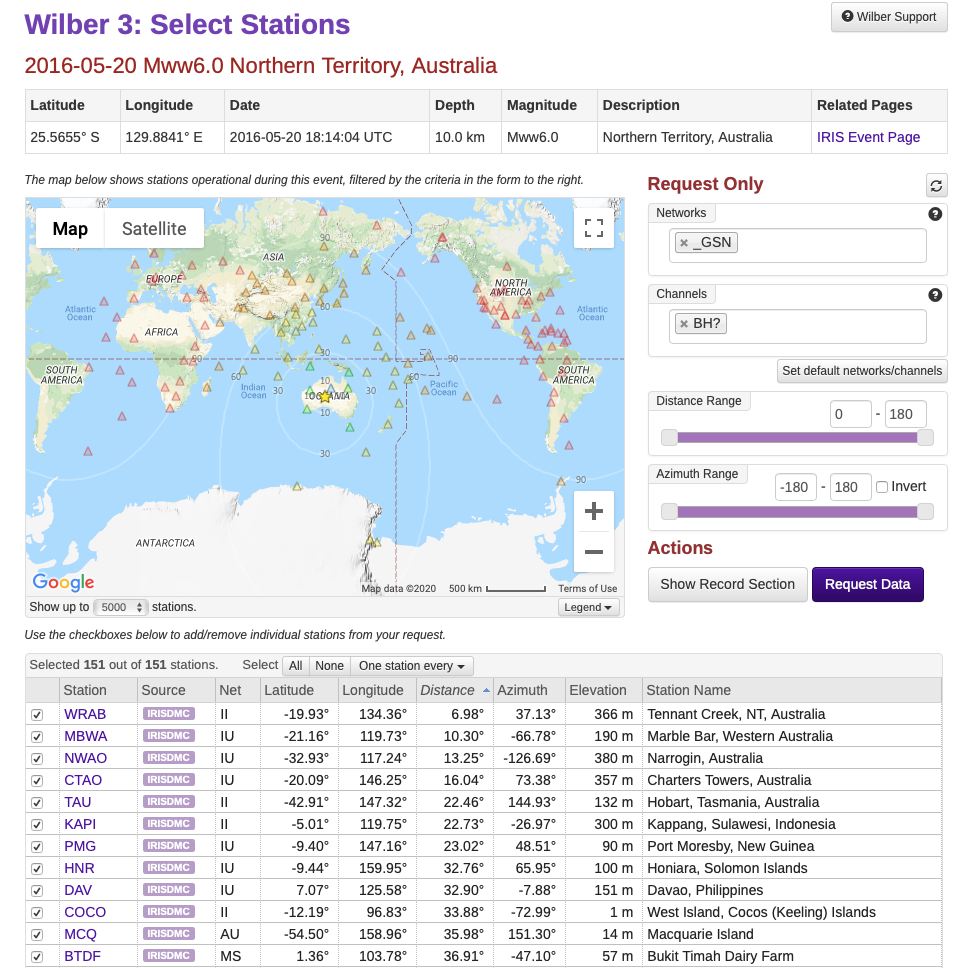 Wilber 3: Select Stations
Wilber Support
2016-05-20 Mww6.0 Northern Territory, Australia
Latitude Longitude Date Depth Magnitude Description Related Pages
25.5655° S 129.8841° E 2016-05-20 18:14:04 UTC 10.0 km Mww6.0 Northern Territory, Australia IRIS Event Page
The map below shows stations operational during this event, filtered by the criteria in the form to the right.
Map Satellite
90
ASIA
EUROPE
NORTH
AMERICA
Atlantic
Ocean
60
Atlantic
Ocean
AFRICA
90
30
90
SOUTH
AMERICA
60
Indian
Ocean
30
10
30
60
Pacific
Ocean
SOUTH
AMERICA
OCEANIA
10
30
90
ANTARCTICA
Google
Map data ©2020 500 km Terms of Use
Show up to 5000 stations. Legend
Request Only
Networks
× _GSN
Channels
× BH?
Set default networks/channels
Distance Range
0 - 180
Azimuth Range
-180 - 180 Invert
Actions
Show Record Section Request Data
Use the checkboxes below to add/remove individual stations from your request.
Selected 151 out of 151 stations. Select All None One station every
Station Source Net Latitude Longitude Distance Azimuth Elevation Station Name
WRAB IRISDMC II -19.93° 134.36° 6.98° 37.13° 366 m Tennant Creek, NT, Australia
MBWA IRISDMC IU -21.16° 119.73° 10.30° -66.78° 190 m Marble Bar, Western Australia
NWAO IRISDMC IU -32.93° 117.24° 13.25° -126.69° 380 m Narrogin, Australia
CTAO IRISDMC IU -20.09° 146.25° 16.04° 73.38° 357 m Charters Towers, Australia
TAU IRISDMC II -42.91° 147.32° 22.46° 144.93° 132 m Hobart, Tasmania, Australia
KAPI IRISDMC II -5.01° 119.75° 22.73° -26.97° 300 m Kappang, Sulawesi, Indonesia
PMG IRISDMC IU -9.40° 147.16° 23.02° 48.51° 90 m Port Moresby, New Guinea
HNR IRISDMC IU -9.44° 159.95° 32.76° 65.95° 100 m Honiara, Solomon Islands
DAV IRISDMC IU 7.07° 125.58° 32.90° -7.88° 151 m Davao, Philippines
COCO IRISDMC II -12.19° 96.83° 33.88° -72.99° 1 m West Island, Cocos (Keeling) Islands
MCQ IRISDMC AU -54.50° 158.96° 35.98° 151.30° 14 m Macquarie Island
BTDF IRISDMC MS 1.36° 103.78° 36.91° -47.10° 57 m Bukit Timah Dairy Farm